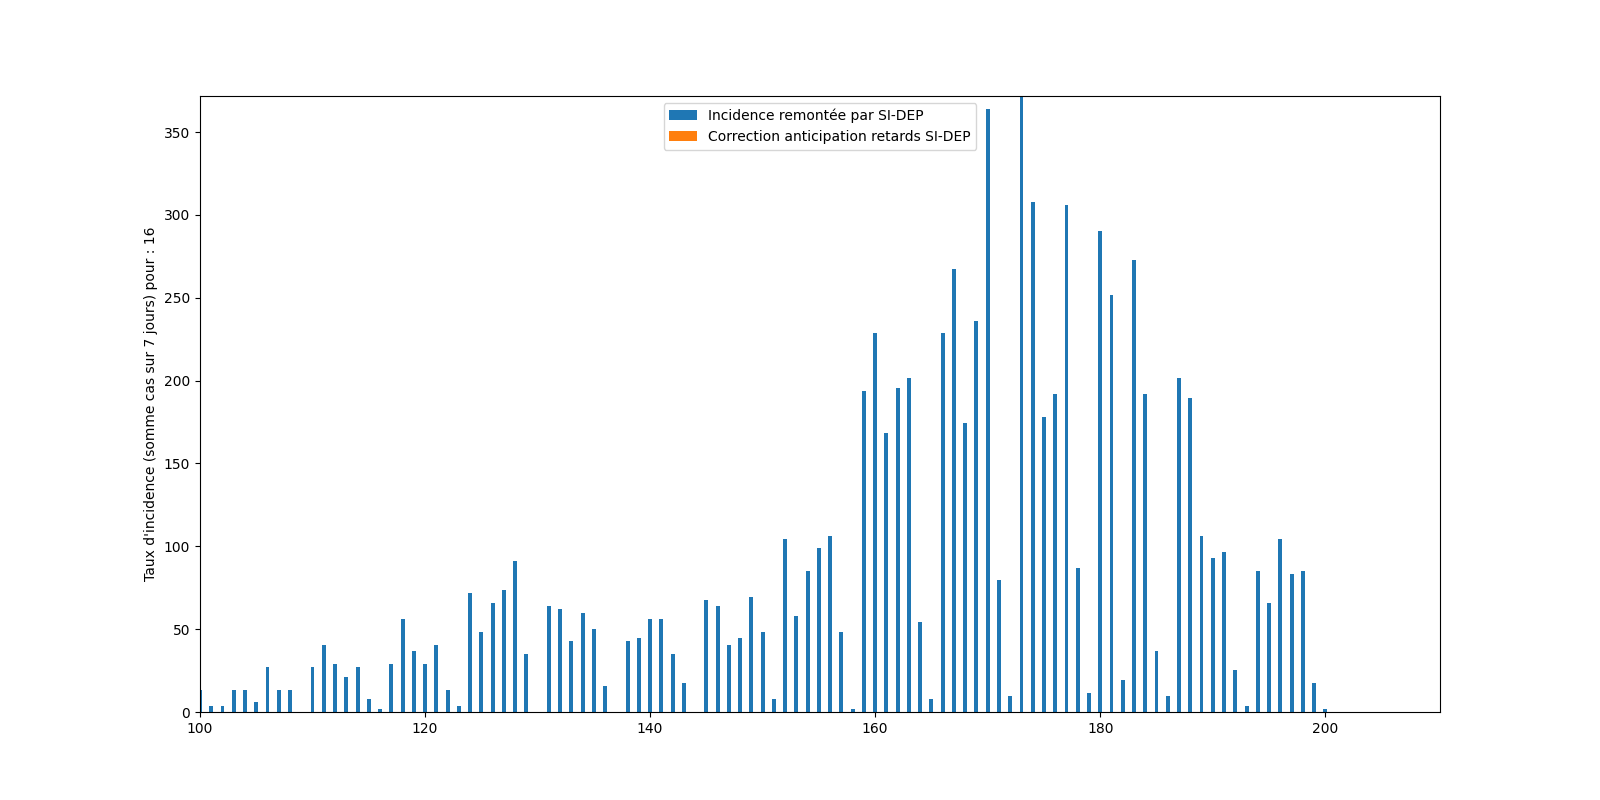 Incidence remontée par SI-DEP
Correction anticipation retards SI-DEP
Taux d'incidence (somme cas sur 7 jours) pour : 16
350
300
250
200
150
100
50
0
100 120 140 160 180 200